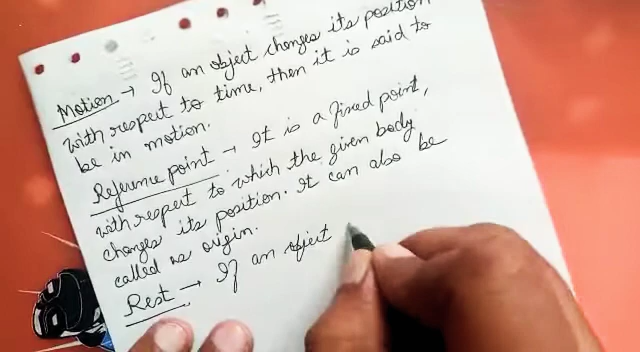 Motion → If an object changes its position
with respect to time, then it is said to
be in motion.
Reference point → It is a fixed point,
with respect to which the given body
changes its position. It can also be
called as origin.
Rest → If an object